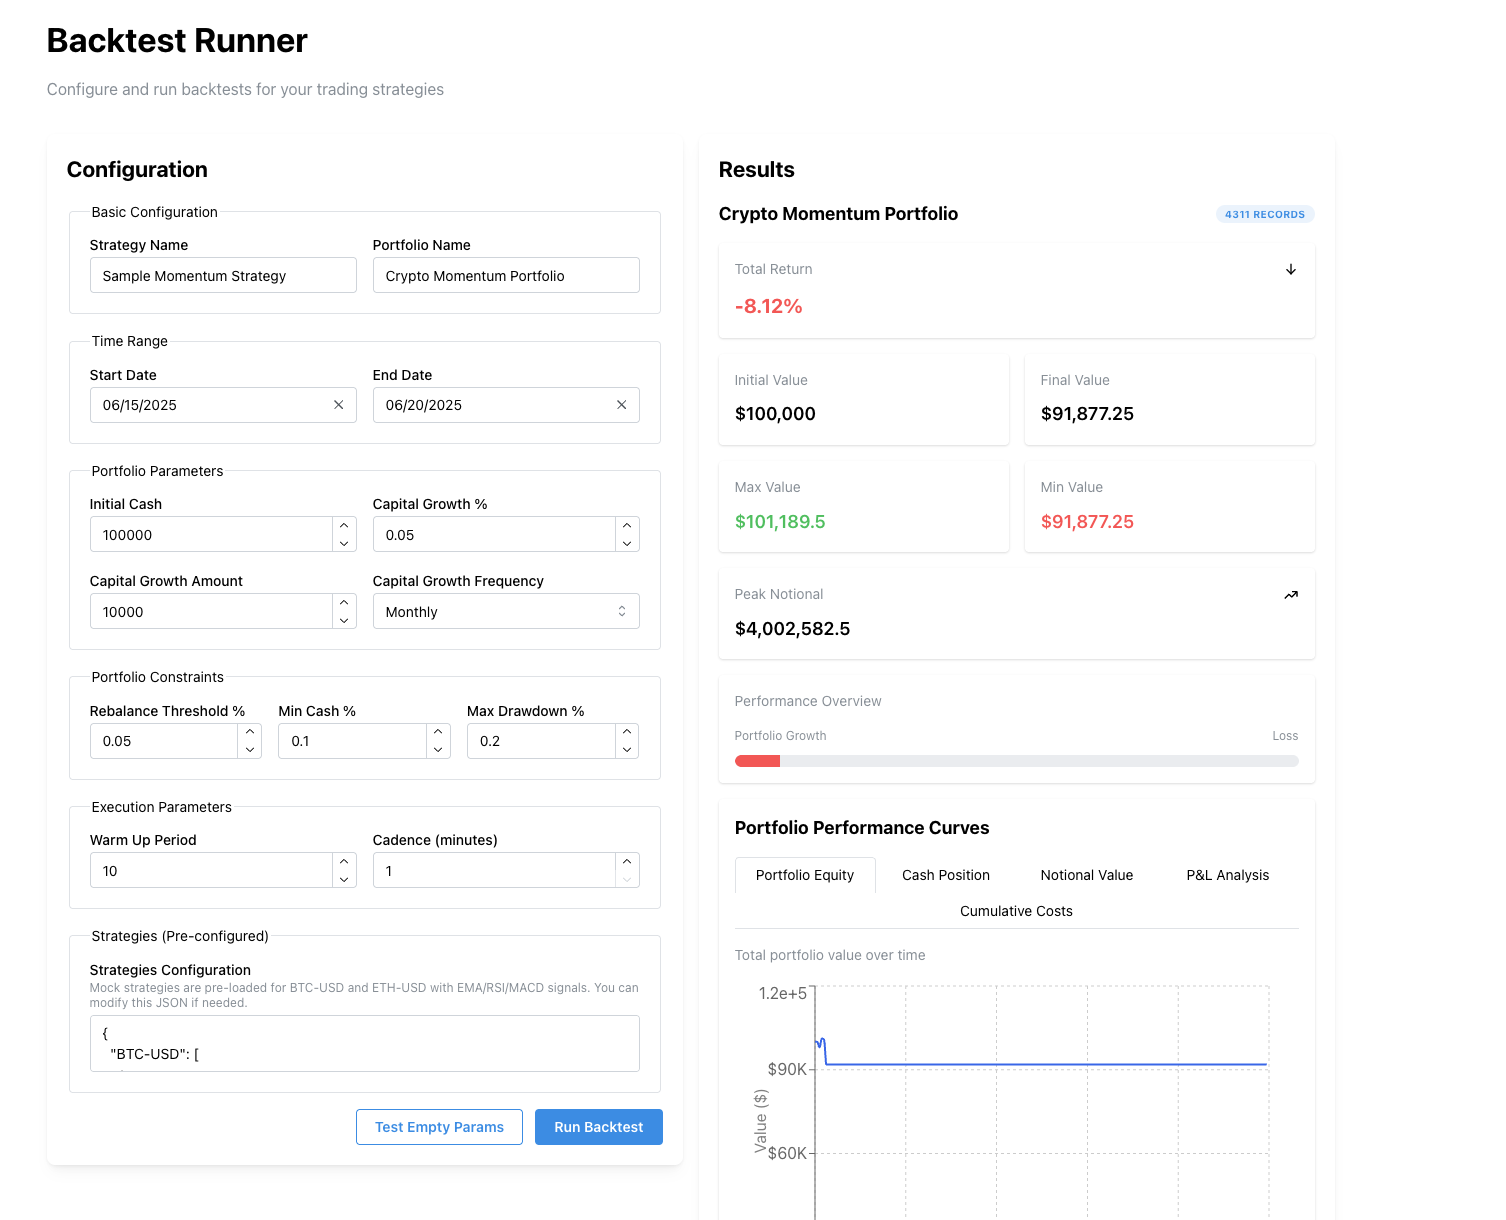 Backtest Runner
Configure and run backtests for your trading strategies
Configuration
Basic Configuration
Strategy Name
Portfolio Name
Sample Momentum Strategy
Crypto Momentum Portfolio
Time Range
Start Date
End Date
06/15/2025
06/20/2025
Portfolio Parameters
Initial Cash
Capital Growth %
100000
0.05
Capital Growth Amount
Capital Growth Frequency
10000
Monthly
Portfolio Constraints
Rebalance Threshold %
Min Cash %
Max Drawdown %
0.05
0.1
0.2
Execution Parameters
Warm Up Period
Cadence (minutes)
10
1
Strategies (Pre-configured)
Strategies Configuration
Mock strategies are pre-loaded for BTC-USD and ETH-USD with EMA/RSI/MACD signals. You can
modify this JSON if needed.
{
"BTC-USD": [
Test Empty Params
Run Backtest
Results
Crypto Momentum Portfolio
4311 RECORDS
Total Return
-8.12%
Initial Value
$100,000
Final Value
$91,877.25
Max Value
$101,189.5
Min Value
$91,877.25
Peak Notional
$4,002,582.5
Performance Overview
Portfolio Growth
Loss
Portfolio Performance Curves
Portfolio Equity
Cash Position
Notional Value
P&L Analysis
Cumulative Costs
Total portfolio value over time
1.2e+5
$90K
$60K
Value ($)